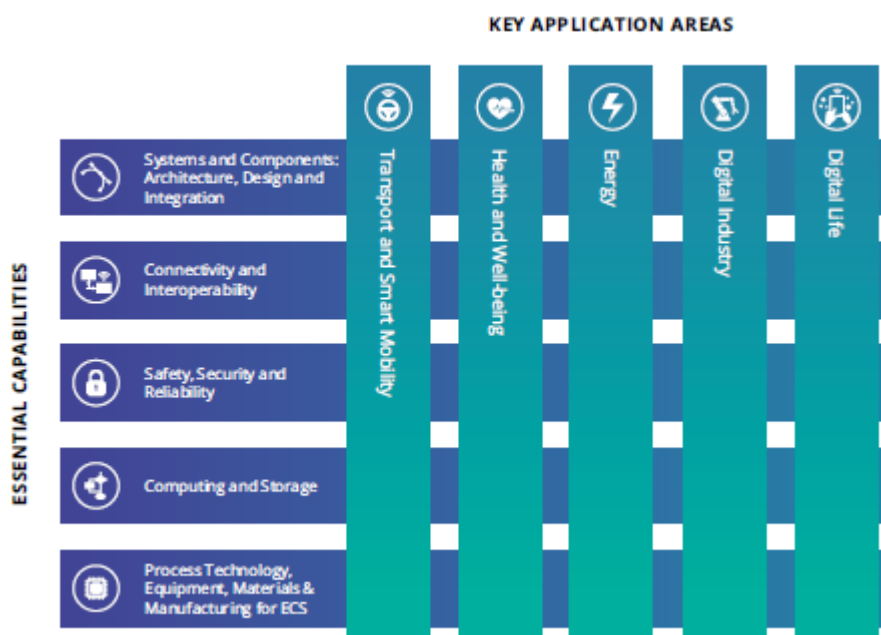 KEY APPLICATION AREAS
Transport and Smart Mobility
Health and Well-being
Energy
Digital Industry
Digital Life
ESSENTIAL CAPABILITIES
Systems and Components:
Architecture, Design and
Integration
Connectivity and
Interoperability
Safety, Security and
Reliability
Computing and Storage
Process Technology,
Equipment, Materials &
Manufacturing for ECS